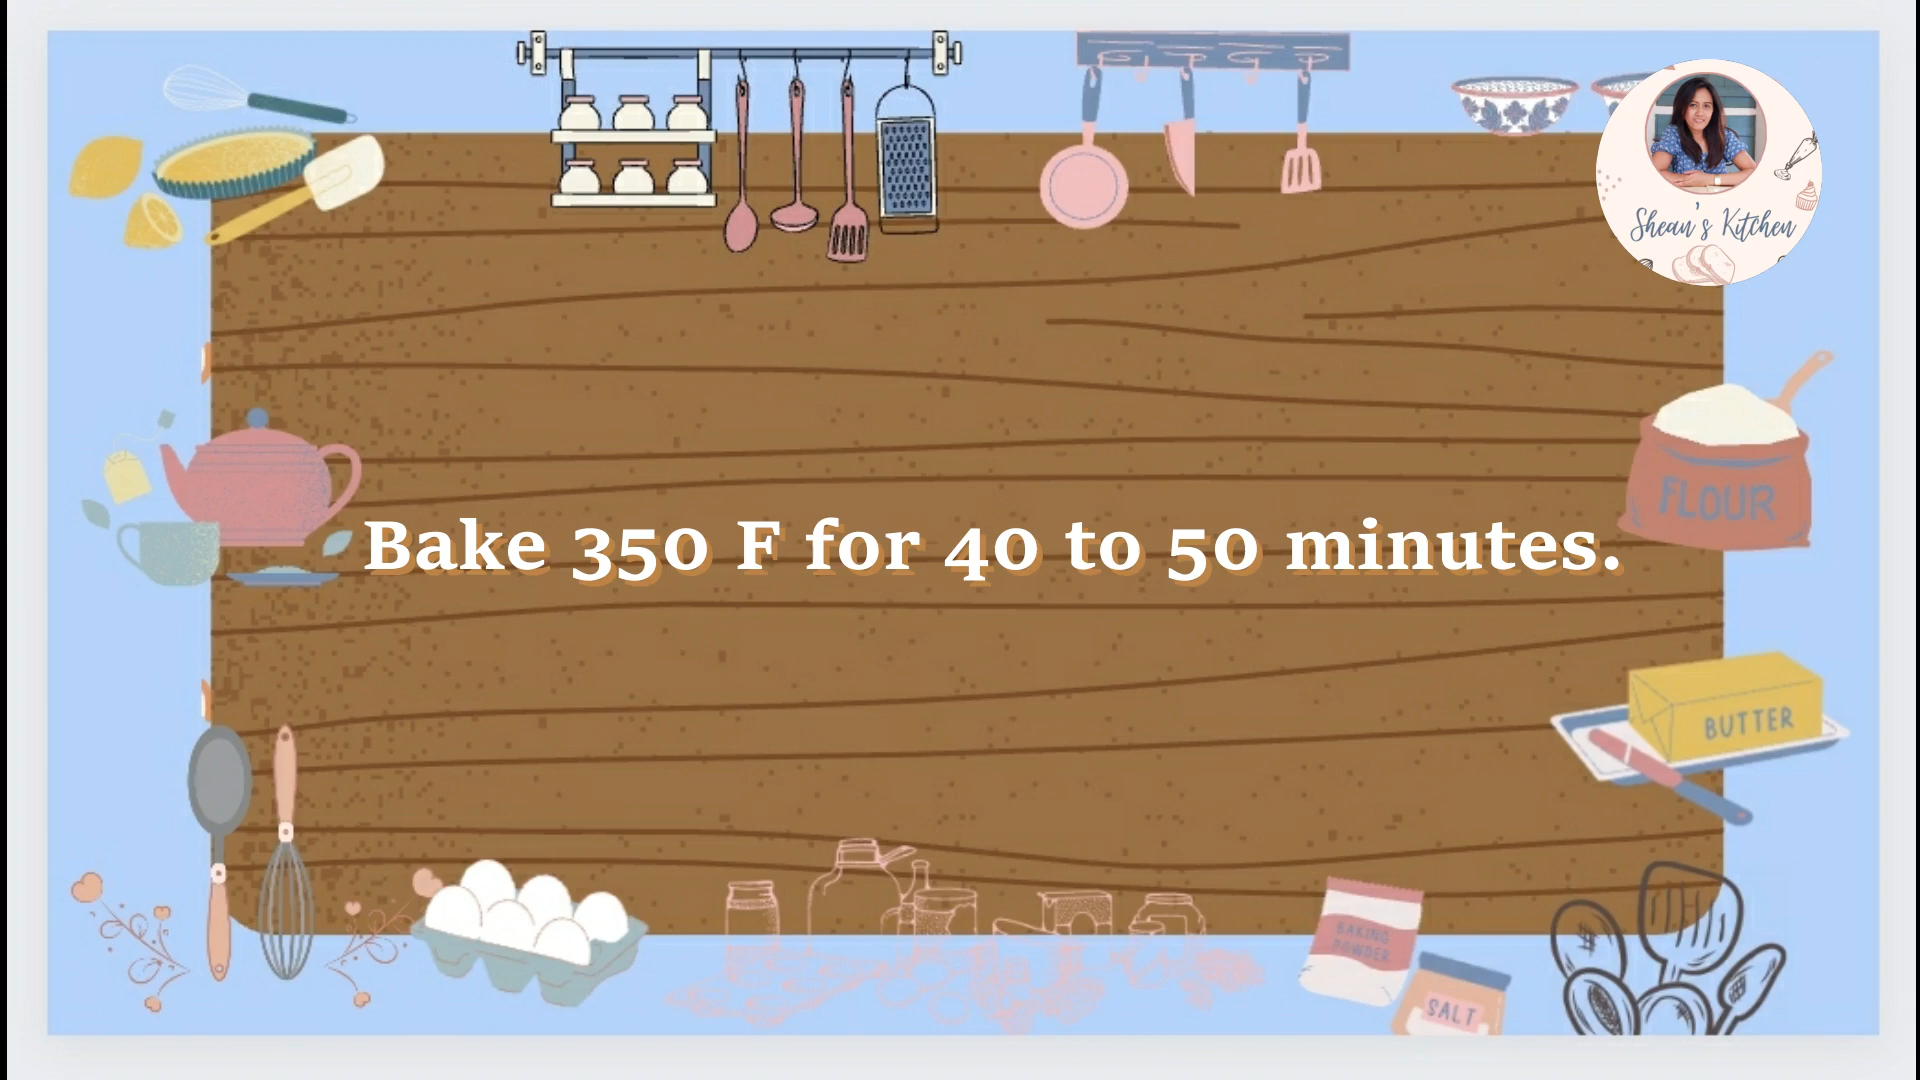 Shean's Kitchen
FLOUR
Bake 350 F for 40 to 50 minutes.
BUTTER
BAKING
POWDER
SALT